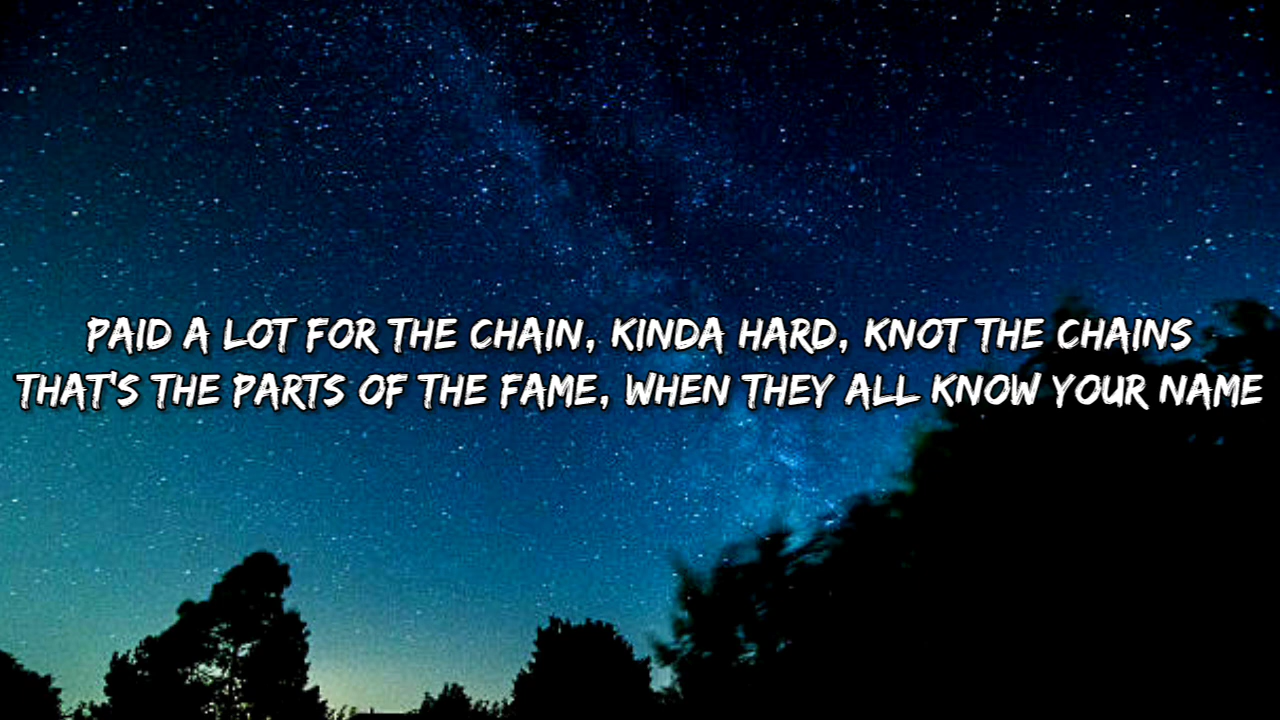 PAID A LOT FOR THE CHAIN, KINDA HARD, KNOT THE CHAINS
THAT'S THE PARTS OF THE FAME, WHEN THEY ALL KNOW YOUR NAME